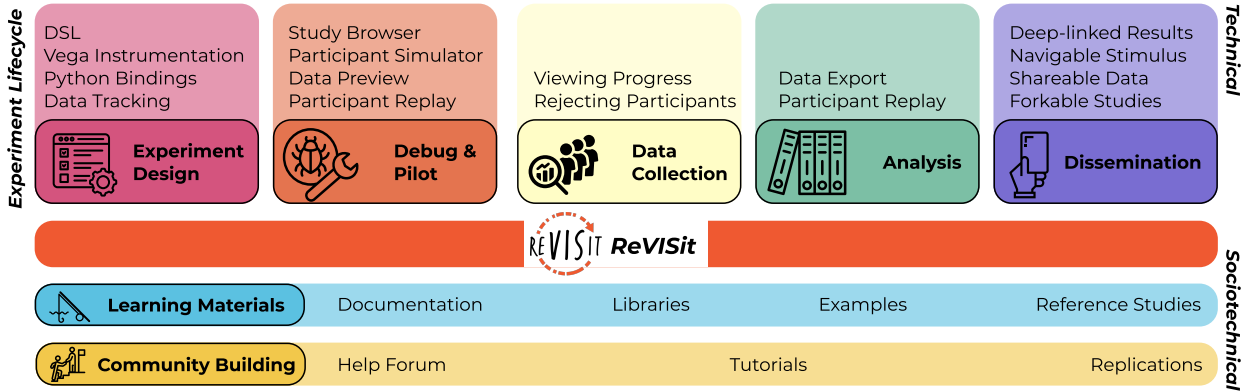 Experiment Lifecycle
DSL
Vega Instrumentation
Python Bindings
Data Tracking
Experiment
Design
Study Browser
Participant Simulator
Data Preview
Participant Replay
Debug &
Pilot
Viewing Progress
Rejecting Participants
Data
Collection
Data Export
Participant Replay
Analysis
Deep-linked Results
Navigable Stimulus
Shareable Data
Forkable Studies
Dissemination
Technical
ReVISit ReVISit
Sociotechnical
Learning Materials Documentation Libraries Examples Reference Studies
Community Building Help Forum Tutorials Replications